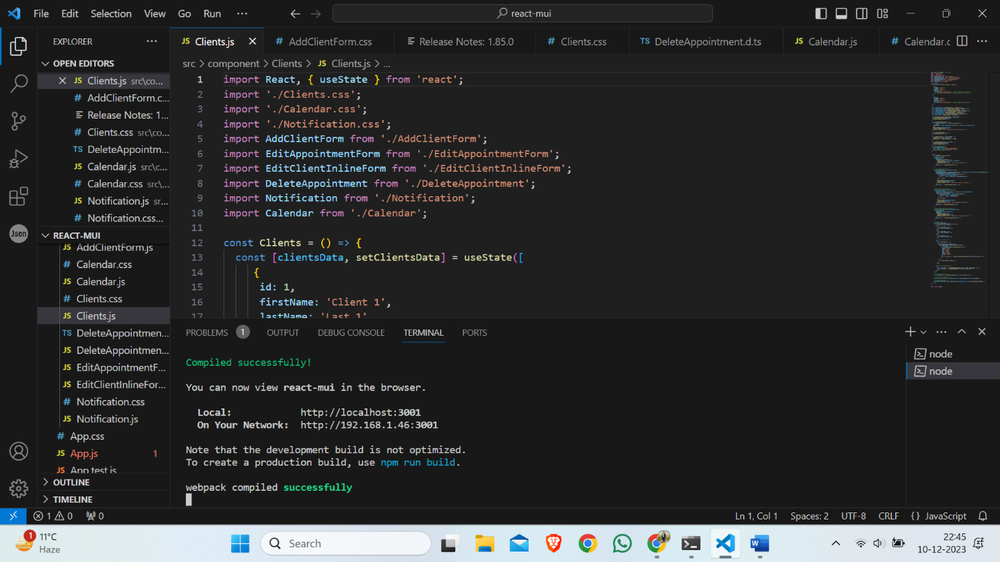 File Edit Selection View Go Run ···
react-mui
EXPLORER ···
OPEN EDITORS
JS Clients.js src\co...
# AddClientForm.c...
Release Notes: 1...
# Clients.css src\co...
TS DeleteAppointm...
JS Calendar.js src\c...
# Calendar.css src\...
JS Notification.js sr...
# Notification.css...
REACT-MUI
JS AddClientForm.js
# Calendar.css
JS Calendar.js
# Clients.css
JS Clients.js
TS DeleteAppointmen...
JS DeleteAppointmen...
JS EditAppointmentF...
JS EditClientInlineFor...
# Notification.css
JS Notification.js
# App.css
JS App.js 1
JS App.test.js
OUTLINE
TIMELINE
Json
JS Clients.js # AddClientForm.css Release Notes: 1.85.0 # Clients.css TS DeleteAppointment.d.ts JS Calendar.js # Calendar.c
src > component > Clients > JS Clients.js > ...
1 import React, { useState } from 'react';
2 import './Clients.css';
3 import './Calendar.css';
4 import './Notification.css';
5 import AddClientForm from './AddClientForm';
6 import EditAppointmentForm from './EditAppointmentForm';
7 import EditClientInlineForm from './EditClientInlineForm';
8 import DeleteAppointment from './DeleteAppointment';
9 import Notification from './Notification';
10 import Calendar from './Calendar';
11
12 const Clients = () => {
13 const [clientsData, setClientsData] = useState([
14 {
15 id: 1,
16 firstName: 'Client 1',
17 lastName: 'Last 1'
PROBLEMS 1 OUTPUT DEBUG CONSOLE TERMINAL PORTS
Compiled successfully!
You can now view react-mui in the browser.
Local: http://localhost:3001
On Your Network: http://192.168.1.46:3001
Note that the development build is not optimized.
To create a production build, use npm run build.
webpack compiled successfully
node
node
1 0 0 Ln 1, Col 1 Spaces: 2 UTF-8 CRLF {} JavaScript
1 11°C
Haze
Search
22:45
10-12-2023